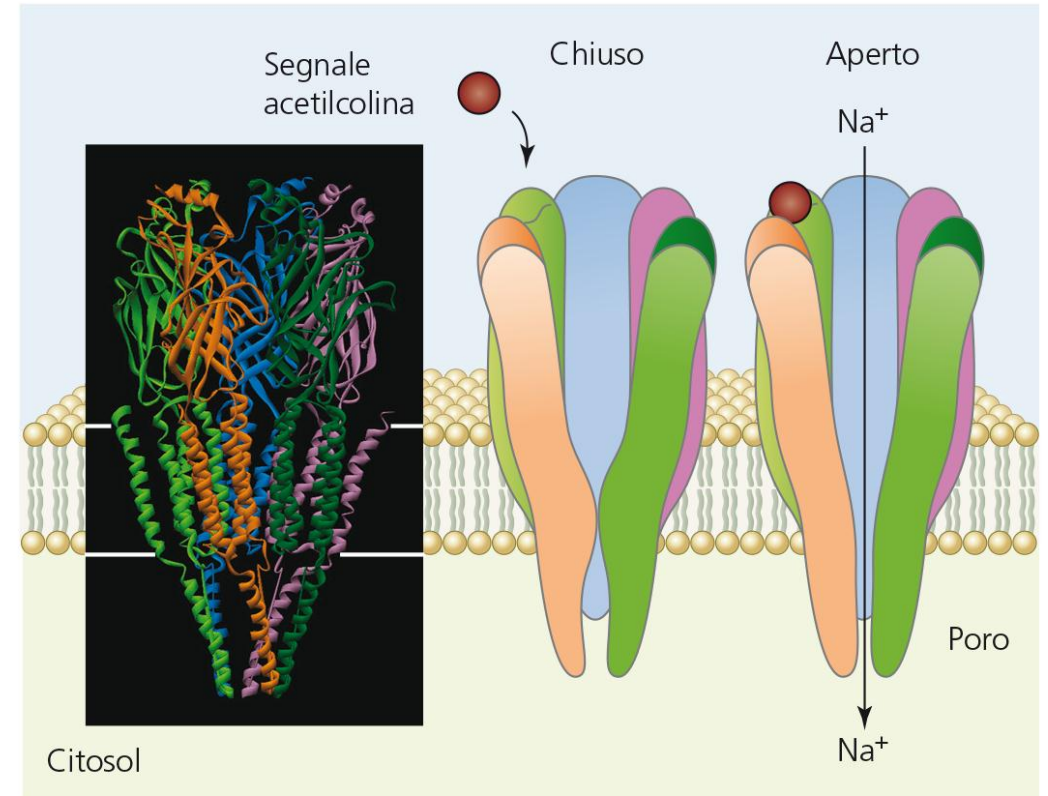 Segnale
acetilcolina
Chiuso
Aperto
Na⁺
Poro
Na⁺
Citosol